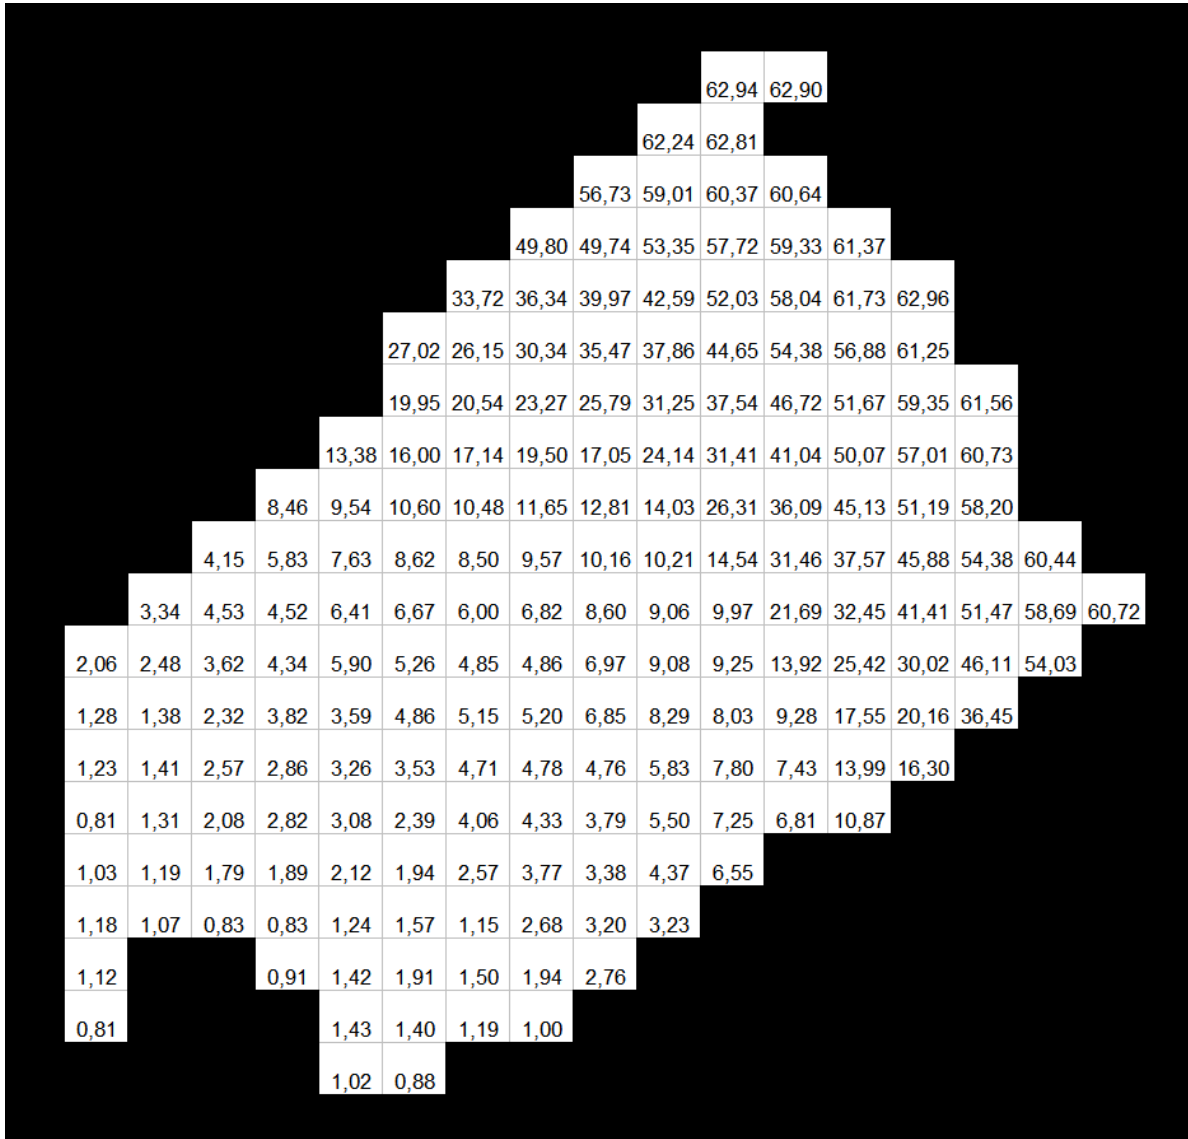 62,94 62,90
62,24 62,81
56,73 59,01 60,37 60,64
49,80 49,74 53,35 57,72 59,33 61,37
33,72 36,34 39,97 42,59 52,03 58,04 61,73 62,96
27,02 26,15 30,34 35,47 37,86 44,65 54,38 56,88 61,25
19,95 20,54 23,27 25,79 31,25 37,54 46,72 51,67 59,35 61,56
13,38 16,00 17,14 19,50 17,05 24,14 31,41 41,04 50,07 57,01 60,73
8,46 9,54 10,60 10,48 11,65 12,81 14,03 26,31 36,09 45,13 51,19 58,20
4,15 5,83 7,63 8,62 8,50 9,57 10,16 10,21 14,54 31,46 37,57 45,88 54,38 60,44
3,34 4,53 4,52 6,41 6,67 6,00 6,82 8,60 9,06 9,97 21,69 32,45 41,41 51,47 58,69 60,72
2,06 2,48 3,62 4,34 5,90 5,26 4,85 4,86 6,97 9,08 9,25 13,92 25,42 30,02 46,11 54,03
1,28 1,38 2,32 3,82 3,59 4,86 5,15 5,20 6,85 8,29 8,03 9,28 17,55 20,16 36,45
1,23 1,41 2,57 2,86 3,26 3,53 4,71 4,78 4,76 5,83 7,80 7,43 13,99 16,30
0,81 1,31 2,08 2,82 3,08 2,39 4,06 4,33 3,79 5,50 7,25 6,81 10,87
1,03 1,19 1,79 1,89 2,12 1,94 2,57 3,77 3,38 4,37 6,55
1,18 1,07 0,83 0,83 1,24 1,57 1,15 2,68 3,20 3,23
1,12 0,91 1,42 1,91 1,50 1,94 2,76
0,81 1,43 1,40 1,19 1,00
1,02 0,88